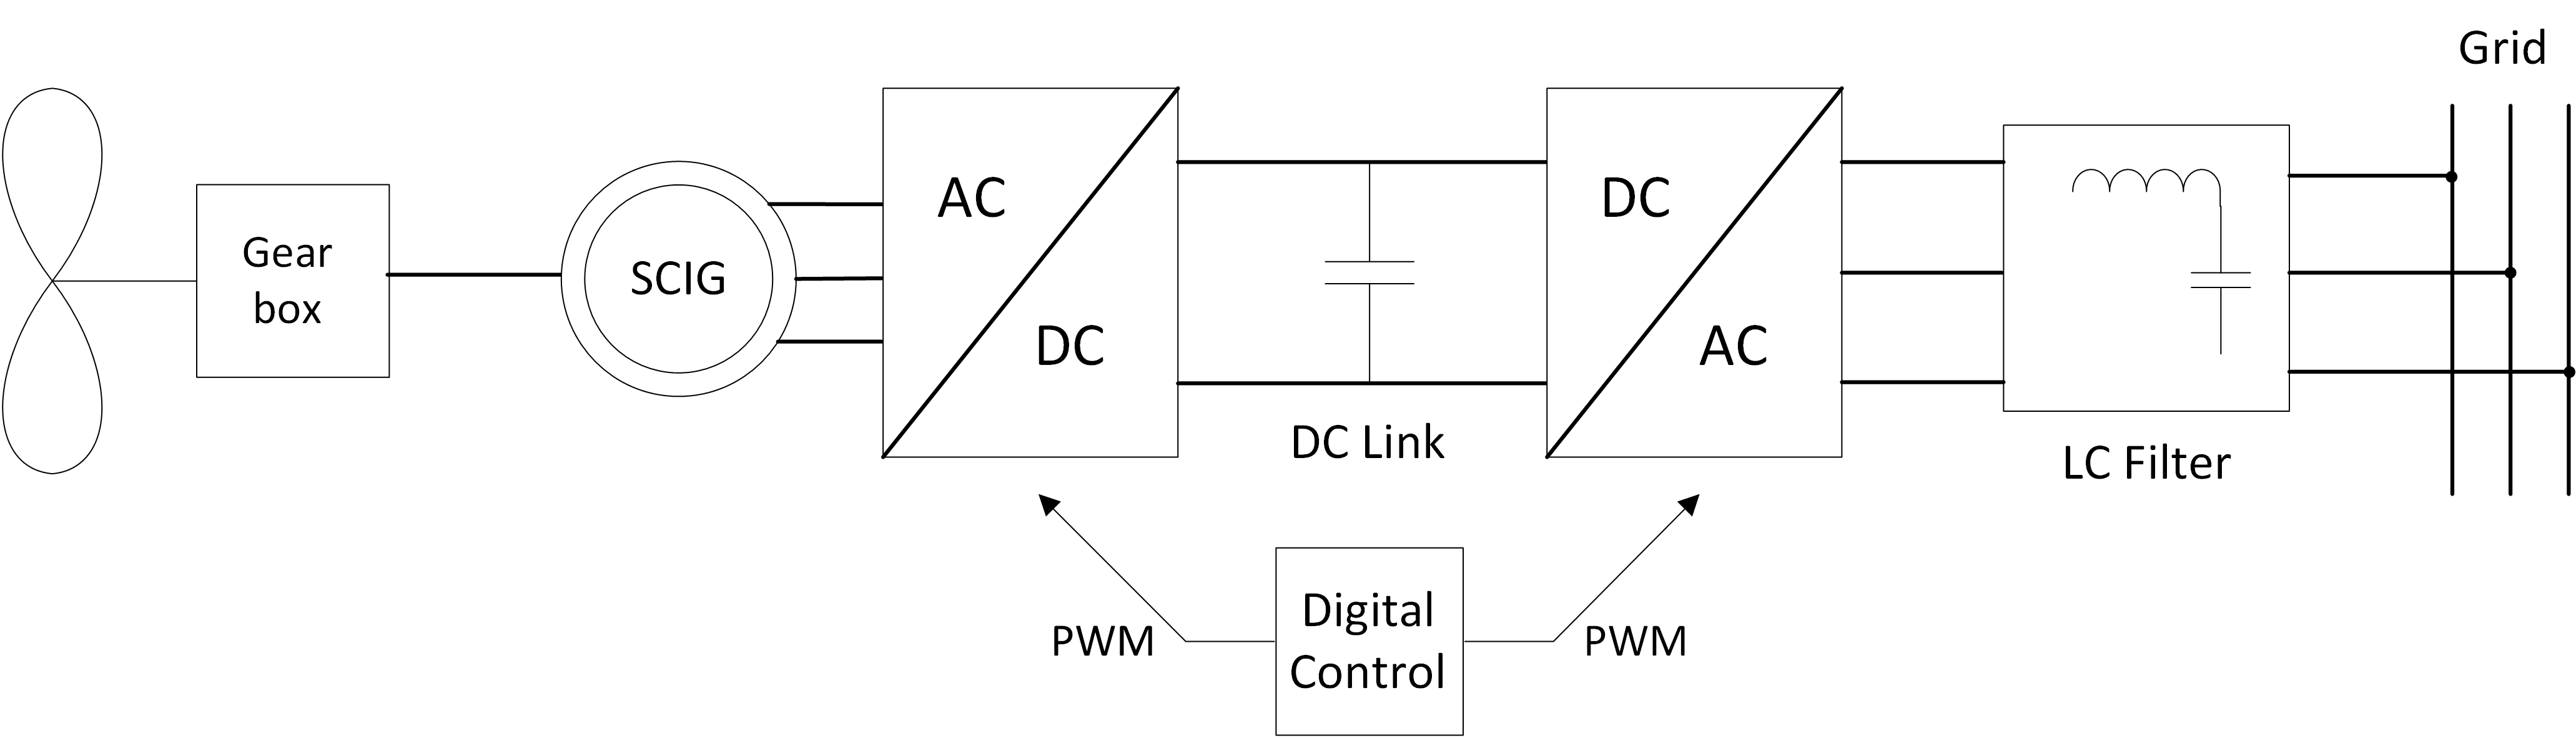 Grid
Gear
box
SCIG
AC
DC
DC Link
DC
AC
LC Filter
PWM
Digital
Control
PWM